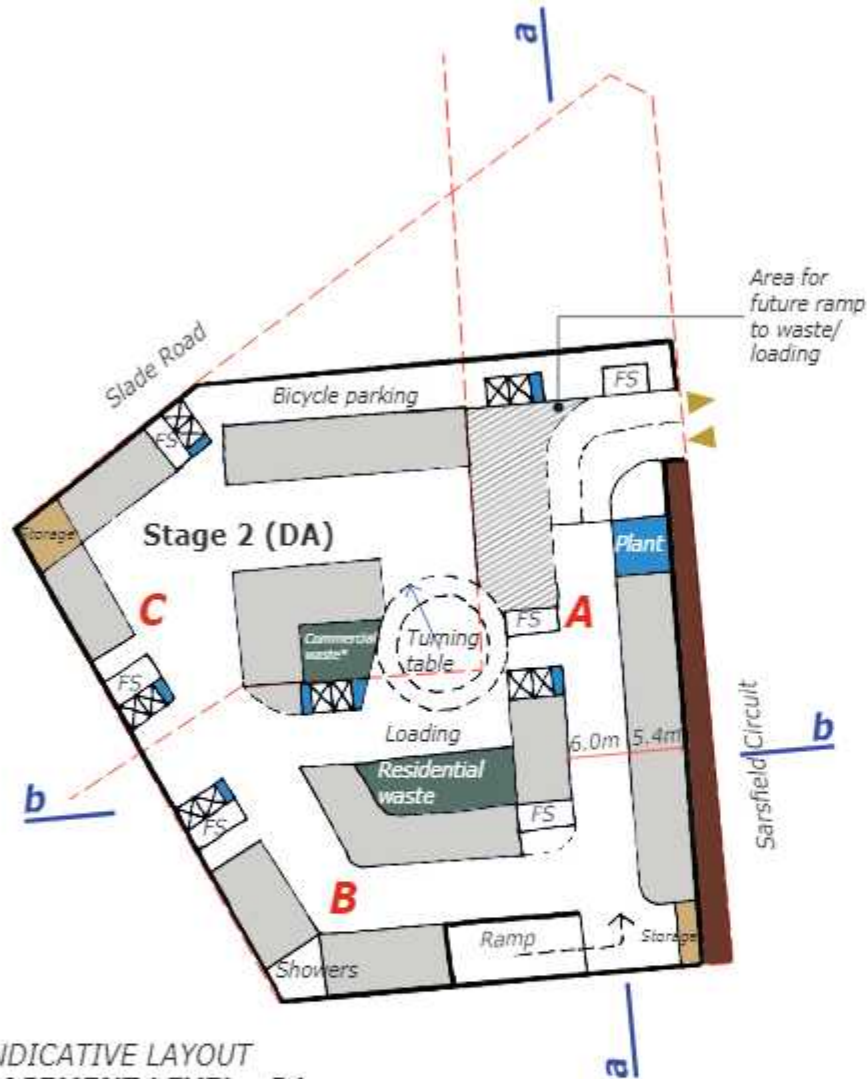 a
Area for
future ramp
to waste/
loading
Slade Road
Bicycle parking
FS
FS
Storage
Stage 2 (DA)
Plant
C
A
FS
Commercial
waste*
Turning
table
FS
Loading
6.0m
5.4m
b
Sarsfield Circuit
Residential
waste
b
FS
FS
B
Ramp
Storage
Showers
a
NDICATIVE LAYOUT